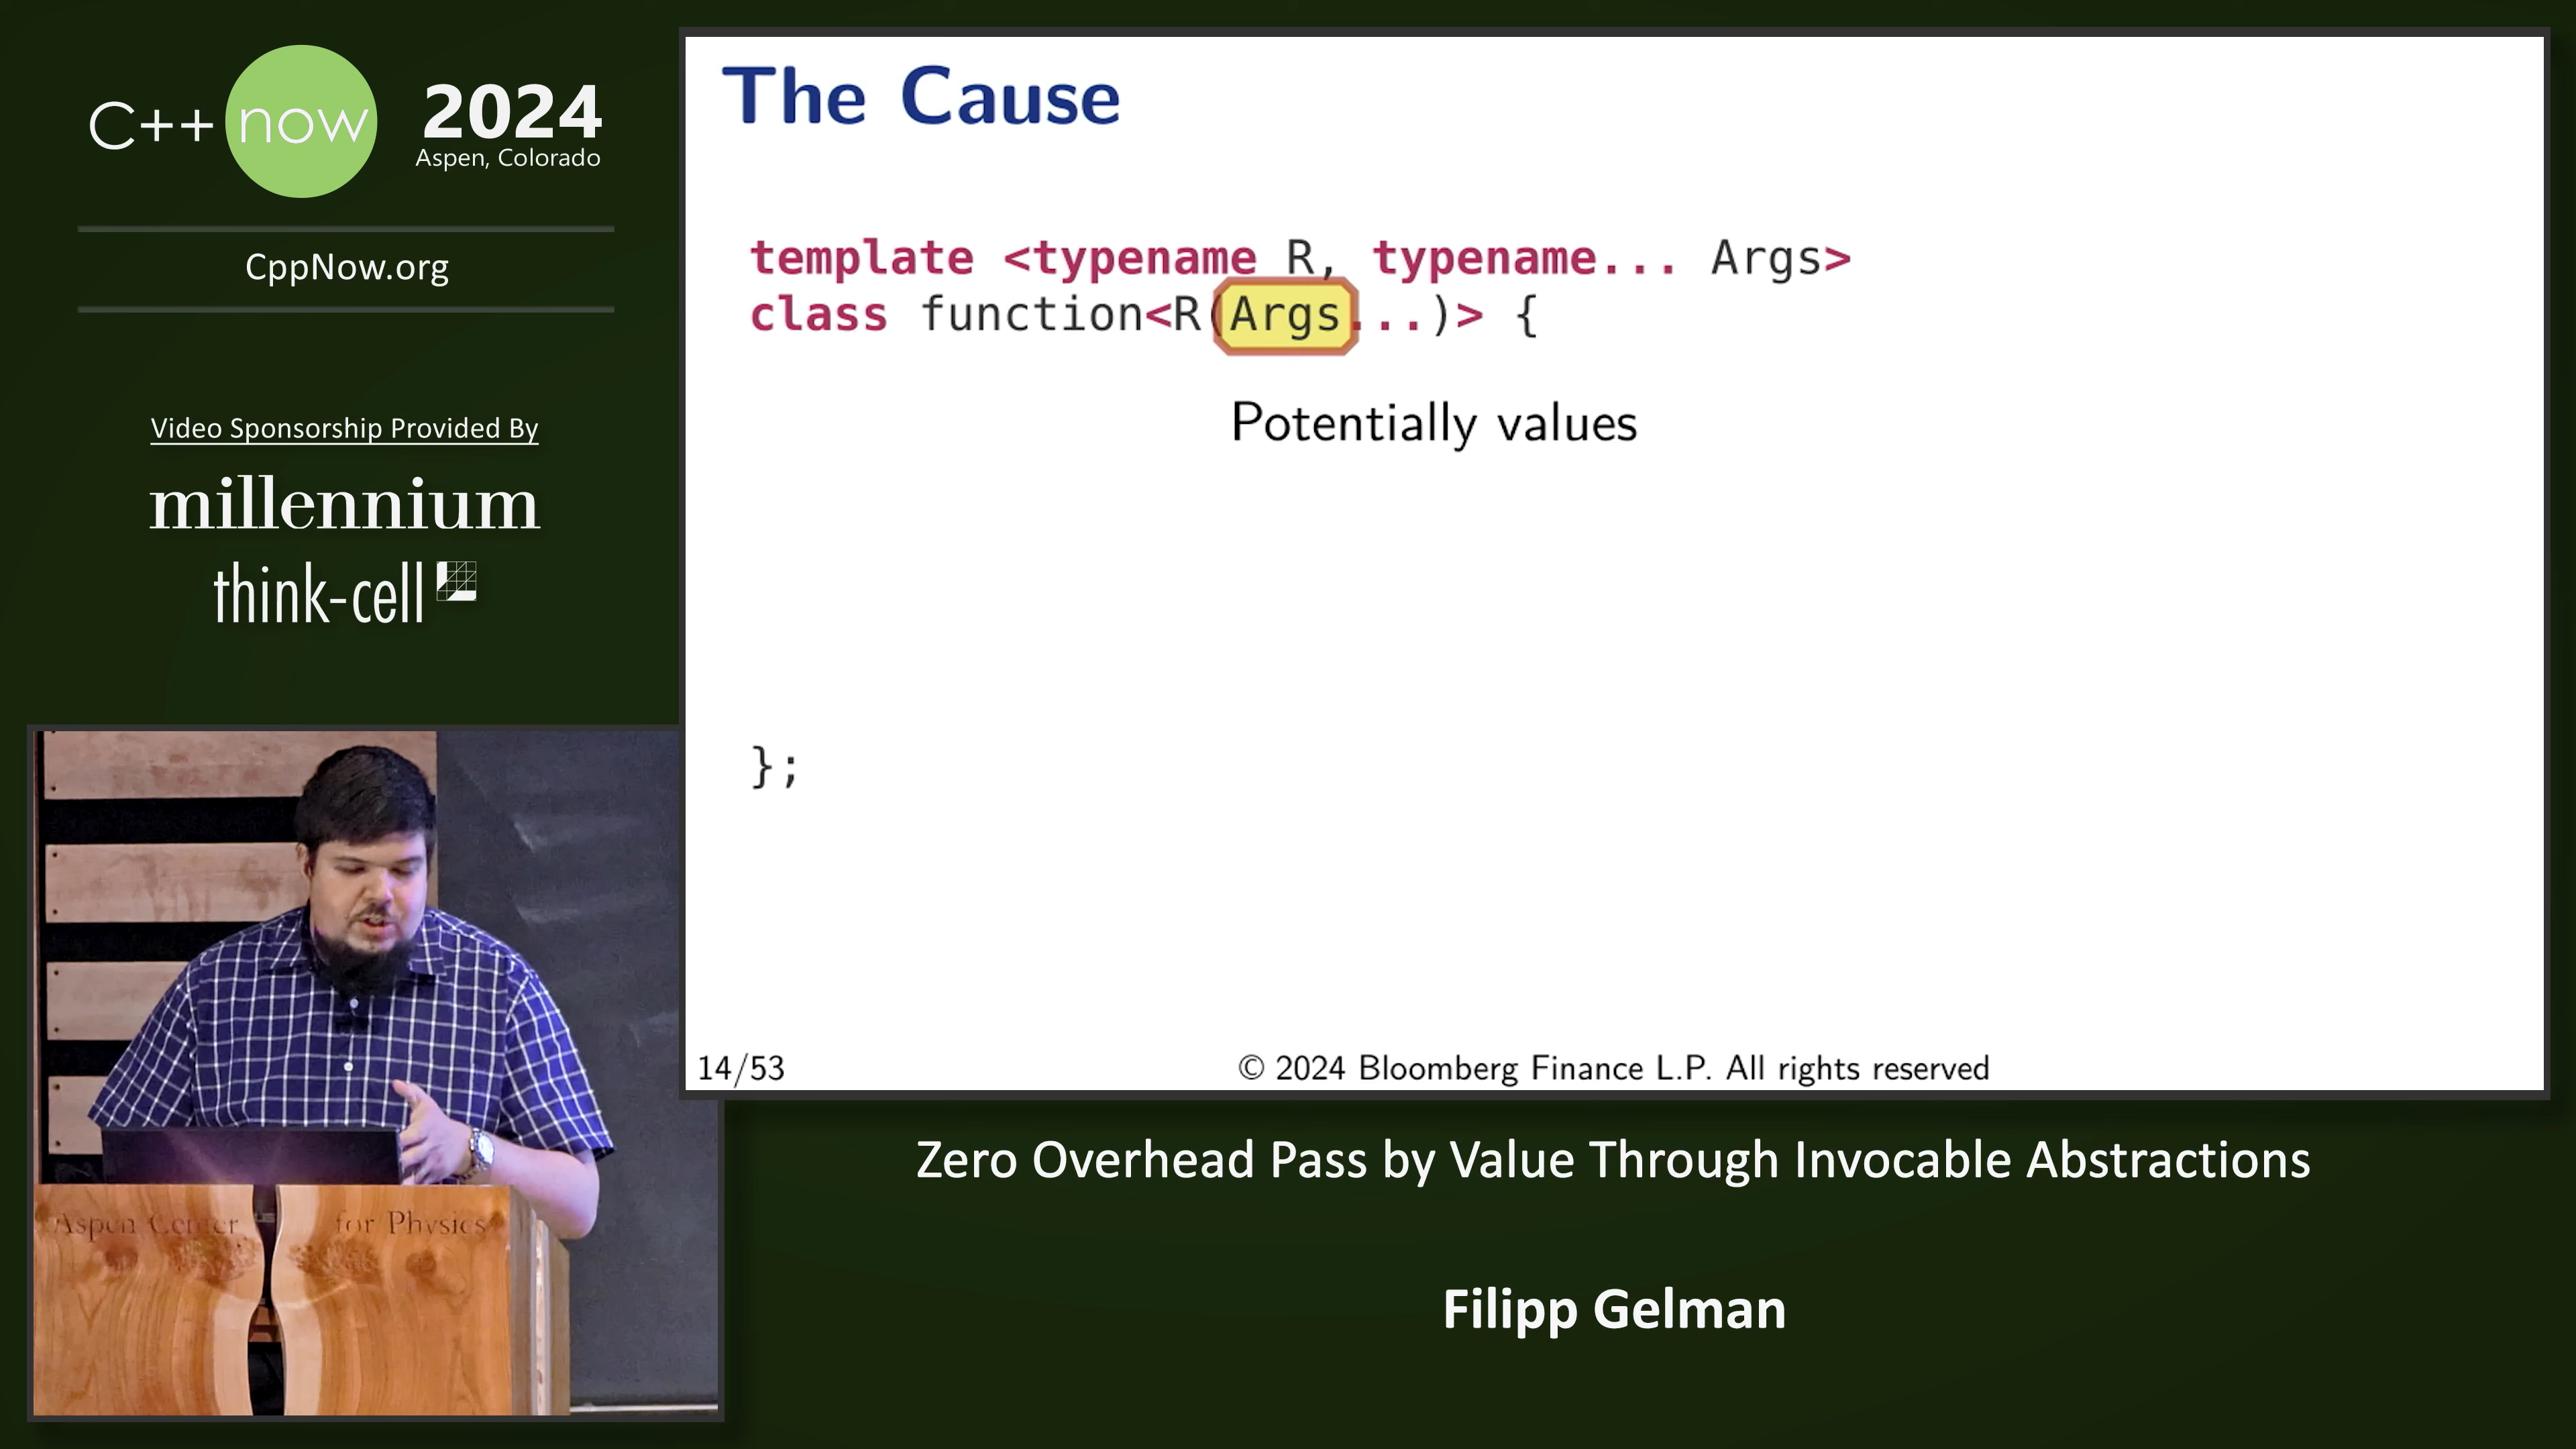 C++ now 2024
Aspen, Colorado
CppNow.org
Video Sponsorship Provided By
millennium
think-cell
The Cause
template <typename R, typename... Args>
class function<R(Args...)> {
Potentially values
};
14/53
© 2024 Bloomberg Finance L.P. All rights reserved
Aspen Center for Physics
Zero Overhead Pass by Value Through Invocable Abstractions
Filipp Gelman